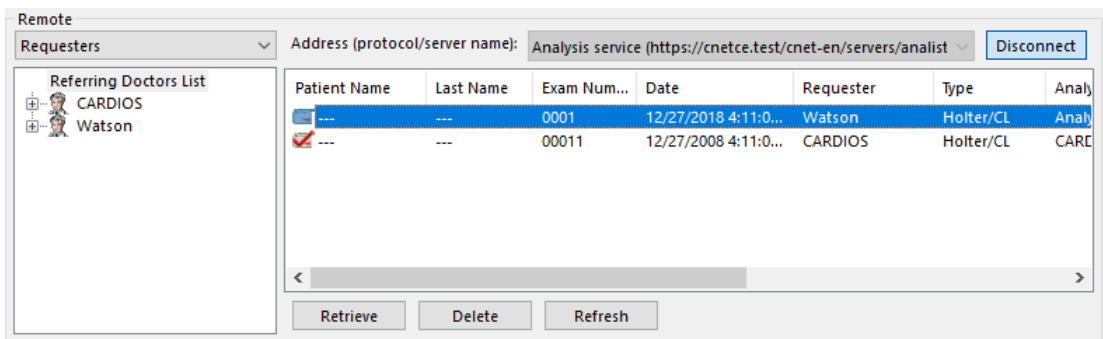 Remote
Requesters
Address (protocol/server name): Analysis service (https://cnetce.test/cnet-en/servers/analist Disconnect
Referring Doctors List
CARDIOS
Watson
Patient Name Last Name Exam Num... Date Requester Type Analy
--- --- 0001 12/27/2018 4:11:0... Watson Holter/CL Analy
--- --- 00011 12/27/2008 4:11:0... CARDIOS Holter/CL CARD
Retrieve Delete Refresh